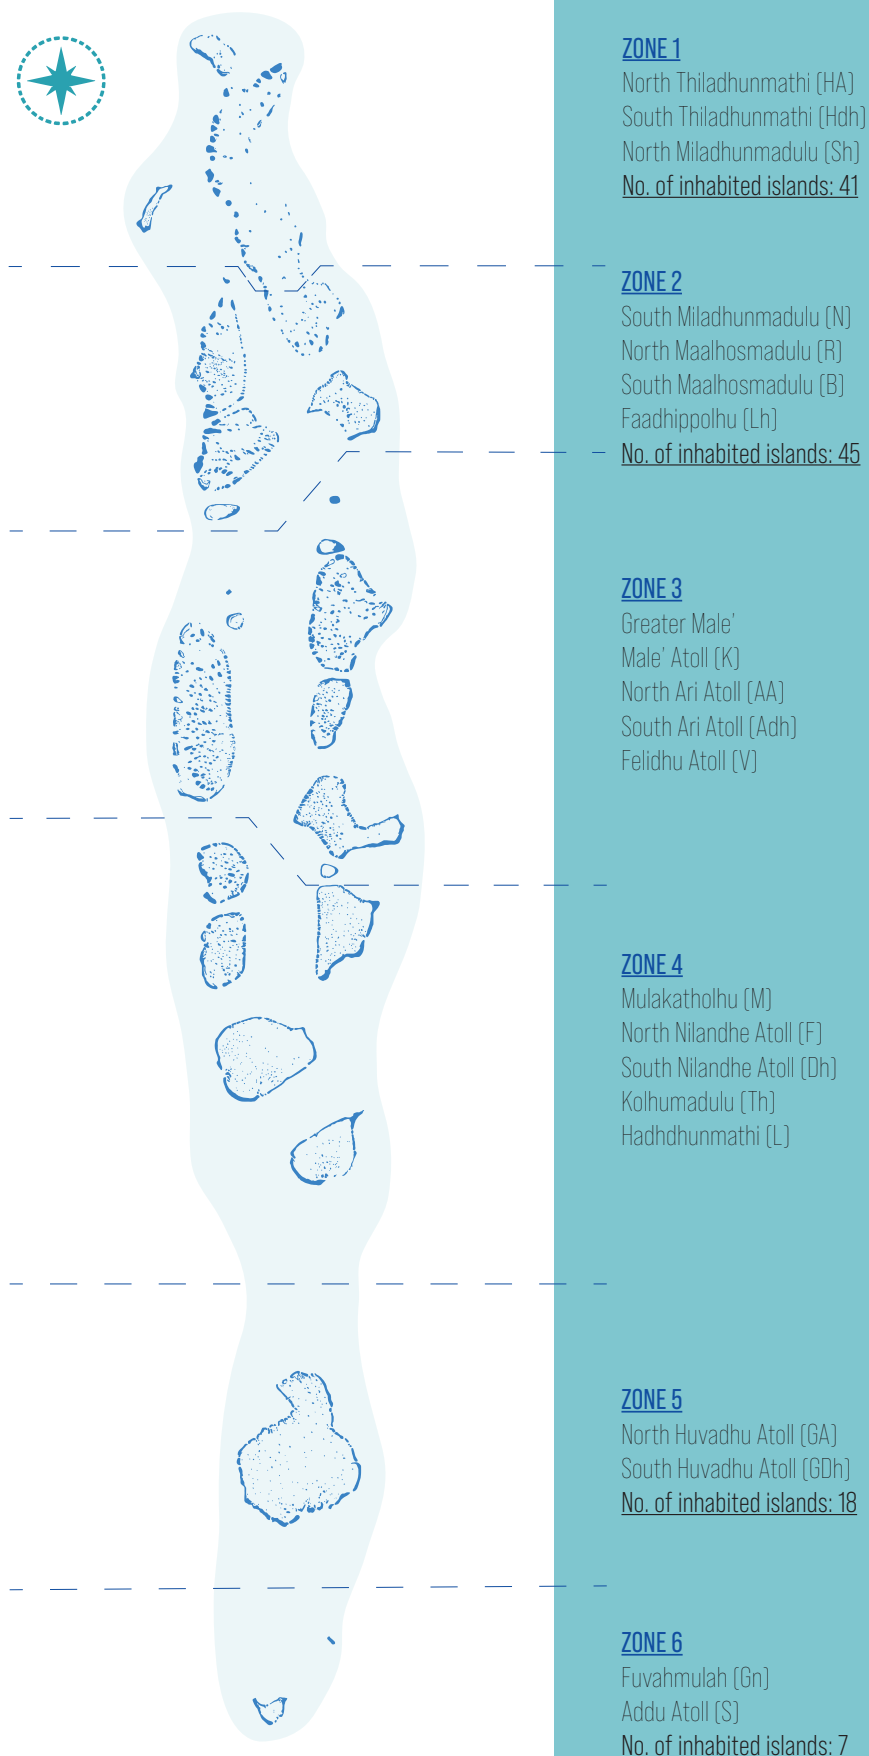 ZONE 1
North Thiladhunmathi (HA)
South Thiladhunmathi (Hdh)
North Miladhunmadulu (Sh)
No. of inhabited islands: 41
ZONE 2
South Miladhunmadulu (N)
North Maalhosmadulu (R)
South Maalhosmadulu (B)
Faadhippolhu (Lh)
No. of inhabited islands: 45
ZONE 3
Greater Male'
Male' Atoll (K)
North Ari Atoll (AA)
South Ari Atoll (Adh)
Felidhu Atoll (V)
ZONE 4
Mulakatholhu (M)
North Nilandhe Atoll (F)
South Nilandhe Atoll (Dh)
Kolhumadulu (Th)
Hadhdhunmathi (L)
ZONE 5
North Huvadhu Atoll (GA)
South Huvadhu Atoll (GDh)
No. of inhabited islands: 18
ZONE 6
Fuvahmulah (Gn)
Addu Atoll (S)
No. of inhabited islands: 7